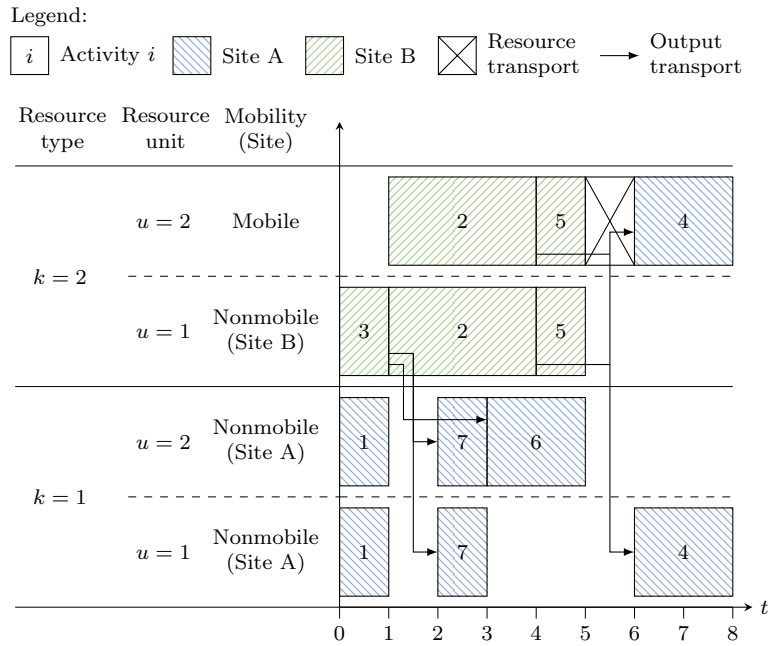 Legend:
i Activity i Site A Site B Resource transport Output transport
Resource type Resource unit Mobility (Site)
u = 2 Mobile 2 5 4
k = 2
u = 1 Nonmobile (Site B) 3 2 5
u = 2 Nonmobile (Site A) 1 7 6
k = 1
u = 1 Nonmobile (Site A) 1 7 4
t
0 1 2 3 4 5 6 7 8